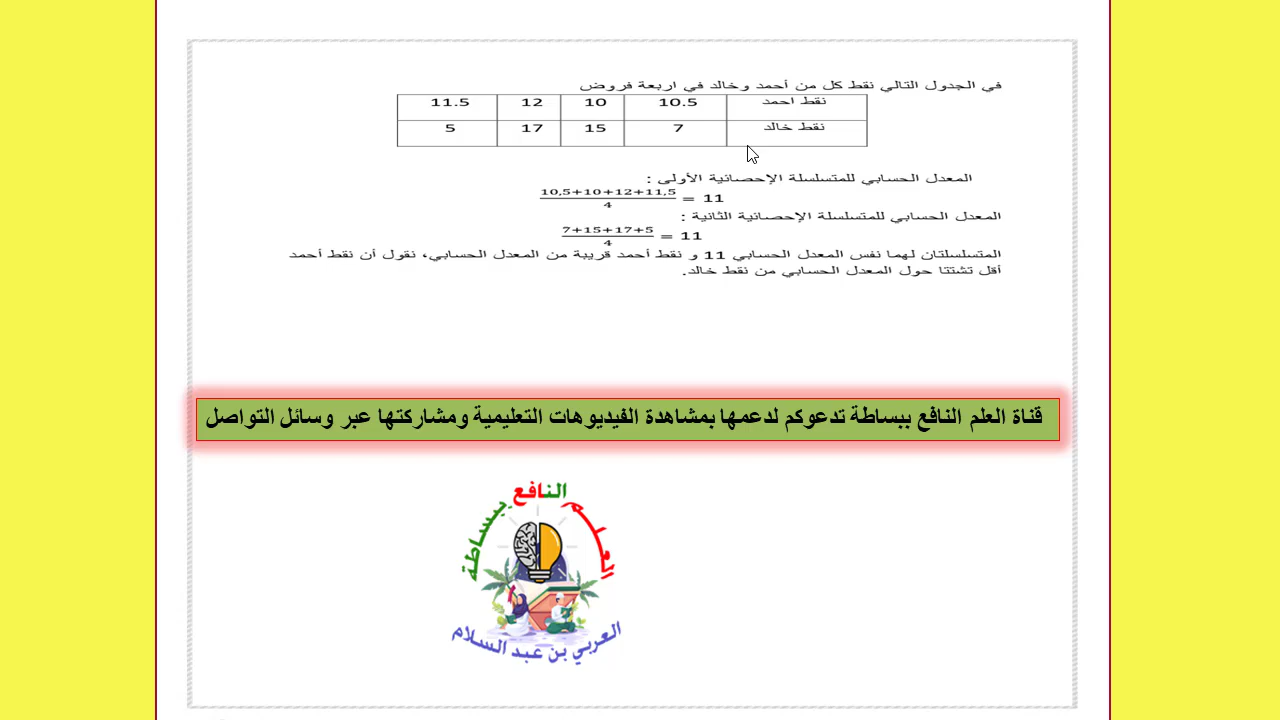 في الجدول التالي نقط كل من أحمد وخالد في اربعة فروض
نقط احمد 10.5 10 12 11.5
نقط خالد 7 15 17 5
المعدل الحسابي للمتسلسلة الإحصائية الأولى :
10,5+10+12+11,5
4
= 11
المعدل الحسابي للمتسلسلة الإحصائية الثانية :
7+15+17+5
4
= 11
المتسلسلتان لهما نفس المعدل الحسابي 11 و نقط أحمد قريبة من المعدل الحسابي، نقول أن نقط أحمد
أقل تشتتا حول المعدل الحسابي من نقط خالد.
قناة العلم النافع ببساطة تدعوكم لدعمها بمشاهدة الفيديوهات التعليمية ومشاركتها عبر وسائل التواصل
العلم النافع ببساطة
العربي بن عبد السلام